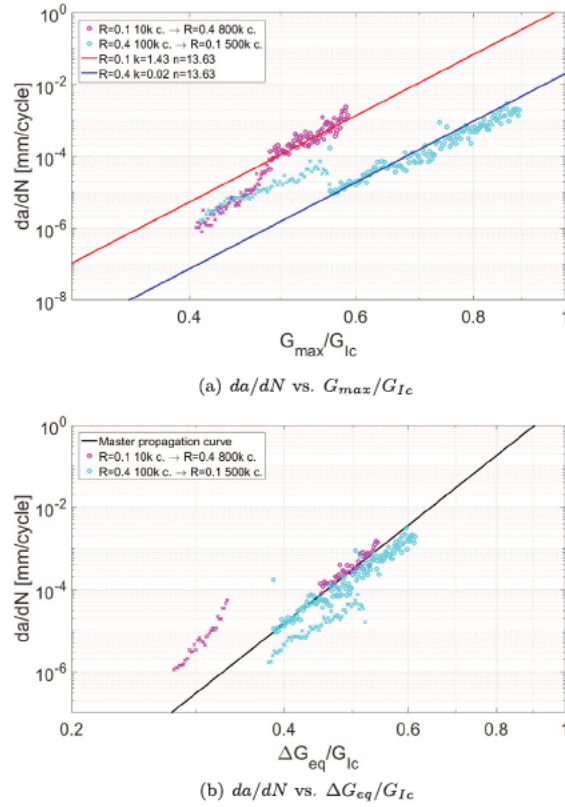 10^0
10^-2
10^-4
10^-6
10^-8
da/dN [mm/cycle]
R=0.1 10k c. → R=0.4 800k c.
R=0.4 100k c. → R=0.1 500k c.
R=0.1 k=1.43 n=13.63
R=0.4 k=0.02 n=13.63
0.4 0.6 0.8 1
G_max/G_Ic
(a) da/dN vs. G_max/G_Ic
10^0
10^-2
10^-4
10^-6
da/dN [mm/cycle]
Master propagation curve
R=0.1 10k c. → R=0.4 800k c.
R=0.4 100k c. → R=0.1 500k c.
0.2 0.4 0.6 1
ΔG_eq/G_Ic
(b) da/dN vs. ΔG_eq/G_Ic